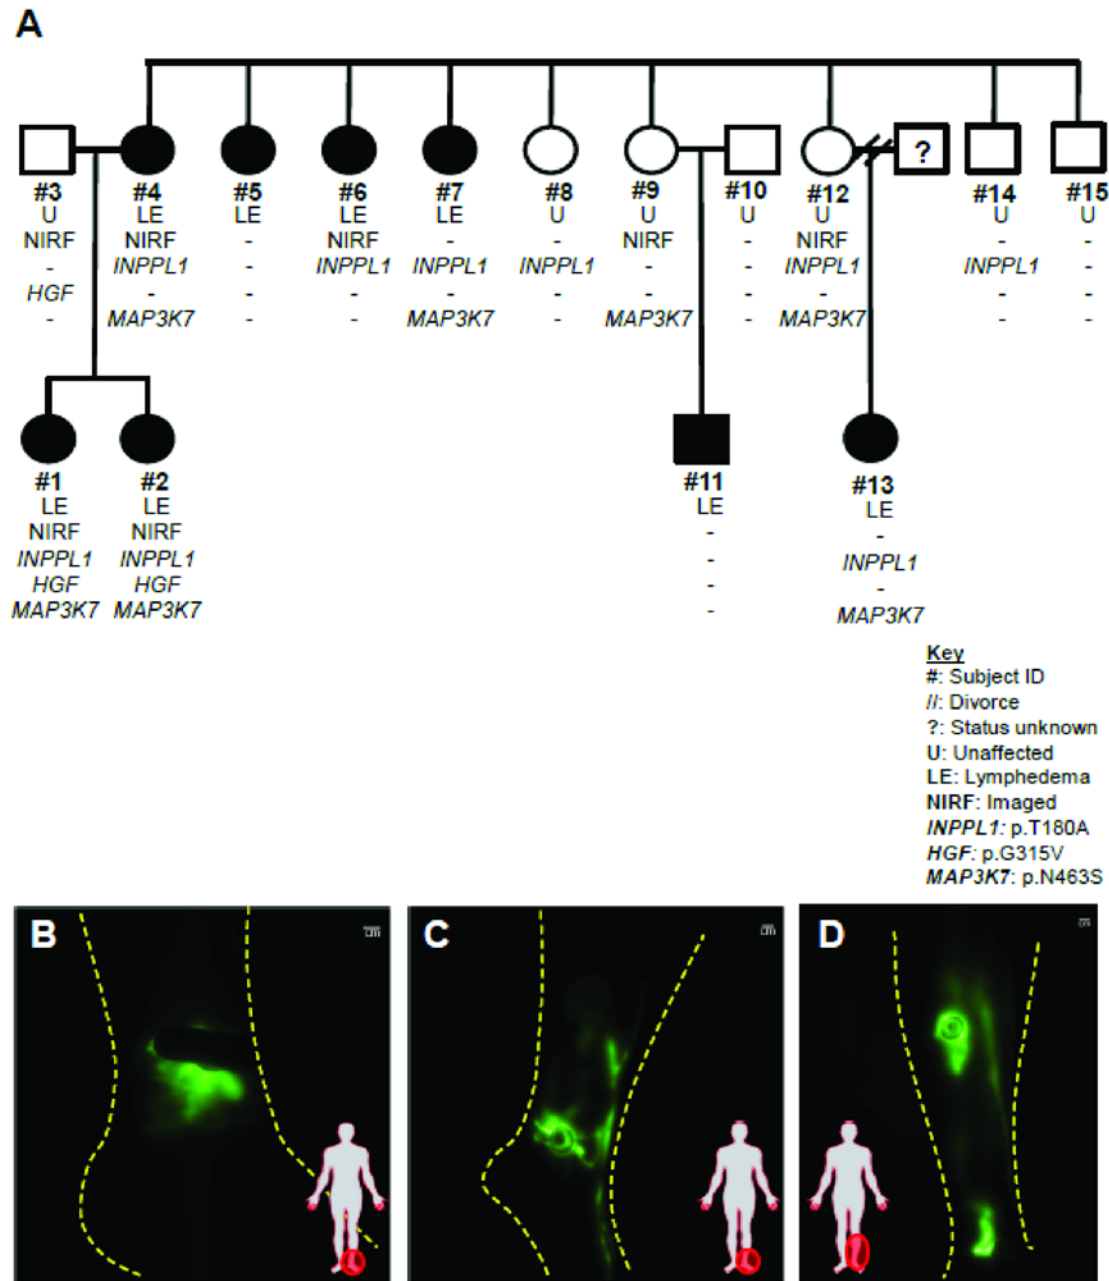 A
?
#3 #4 #5 #6 #7 #8 #9 #10 #12 #14 #15
U LE LE LE LE U U U U U U
NIRF NIRF - NIRF - - NIRF - NIRF - -
- INPPL1 - INPPL1 INPPL1 INPPL1 - - INPPL1 INPPL1 -
HGF - - - - - - - - - -
- MAP3K7 - - MAP3K7 - MAP3K7 - MAP3K7 - -
#1 #2 #11 #13
LE LE LE LE
NIRF NIRF - -
INPPL1 INPPL1 - INPPL1
HGF HGF - -
MAP3K7 MAP3K7 - MAP3K7
Key
#: Subject ID
//: Divorce
?: Status unknown
U: Unaffected
LE: Lymphedema
NIRF: Imaged
INPPL1: p.T180A
HGF: p.G315V
MAP3K7: p.N463S
B cm C cm D cm